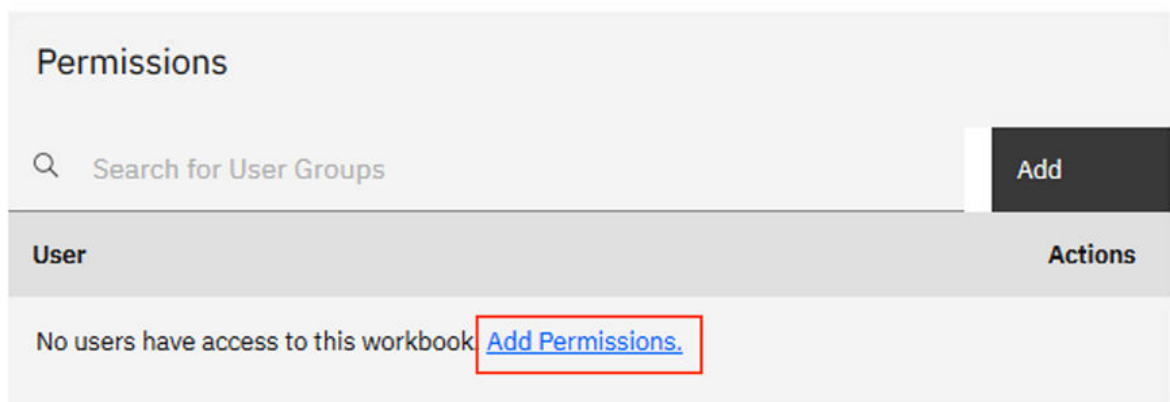 Permissions
Search for User Groups
Add
User Actions
No users have access to this workbook. Add Permissions.